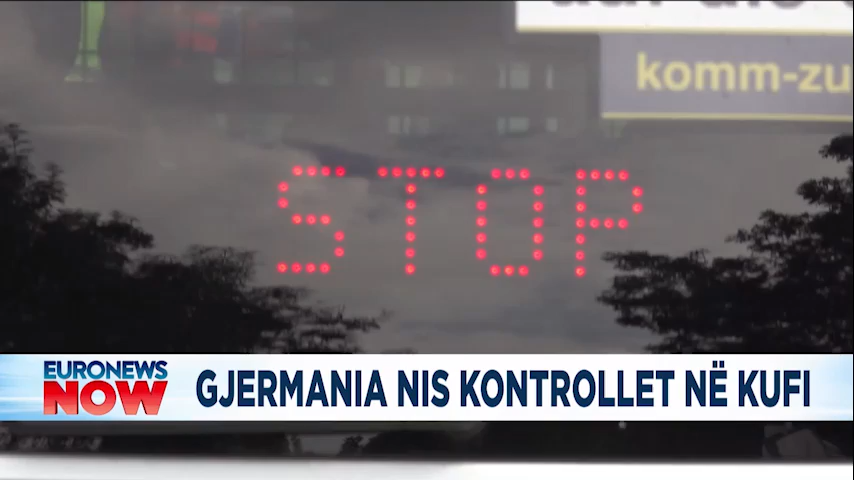 komm-zu
STOP
EURONEWS
NOW
GJERMANIA NIS KONTROLLET NË KUFI